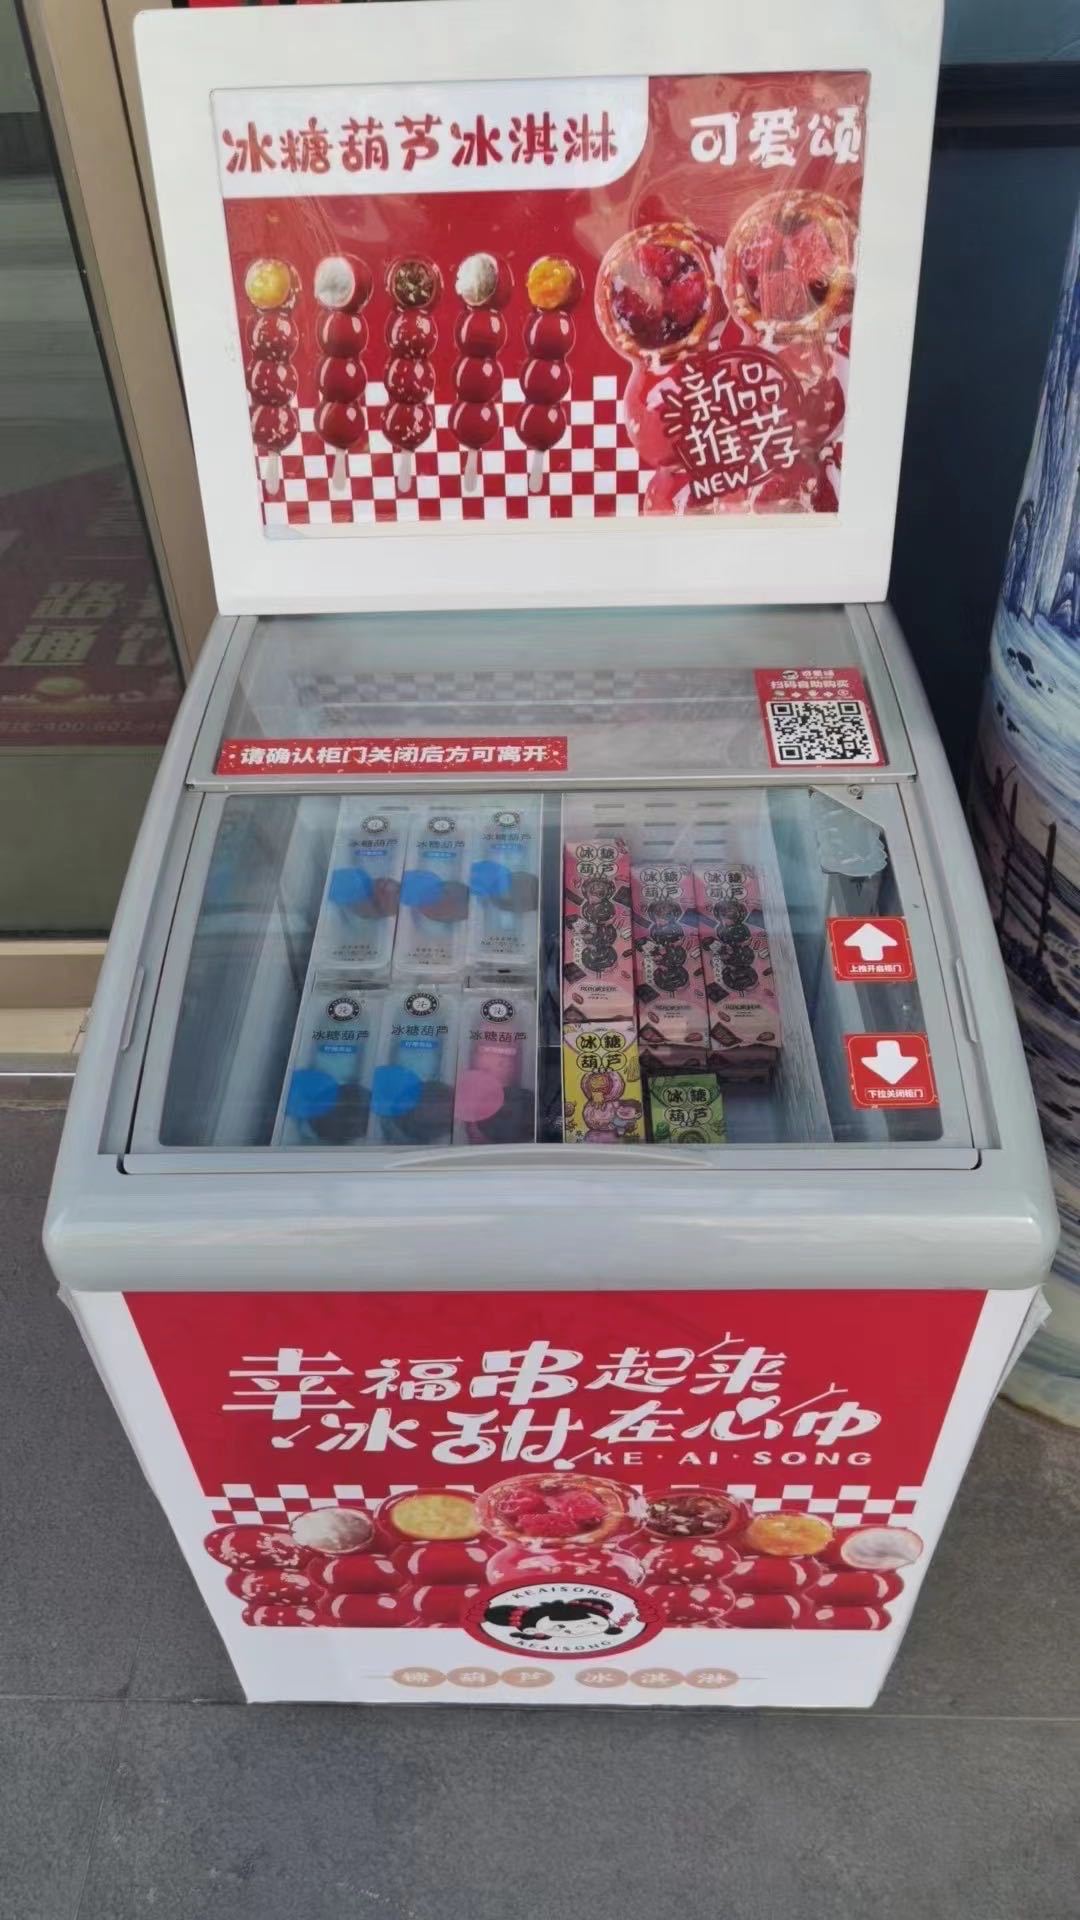 冰糖葫芦冰淇淋
可爱颂
新品
推荐
NEW
可爱颂
扫码自助购买
请确认柜门关闭后方可离开
冰糖葫芦
冰糖葫芦
冰糖葫芦
冰糖葫芦
冰糖葫芦
冰糖葫芦
冰糖
葫芦
冰糖
葫芦
冰糖
葫芦
冰糖
葫芦
冰糖
葫芦
上推开启柜门
下拉关闭柜门
路
通
幸福串起来
冰甜在心中
KE·AI·SONG
KEAISONG
KEAISONG
糖葫芦 冰淇淋